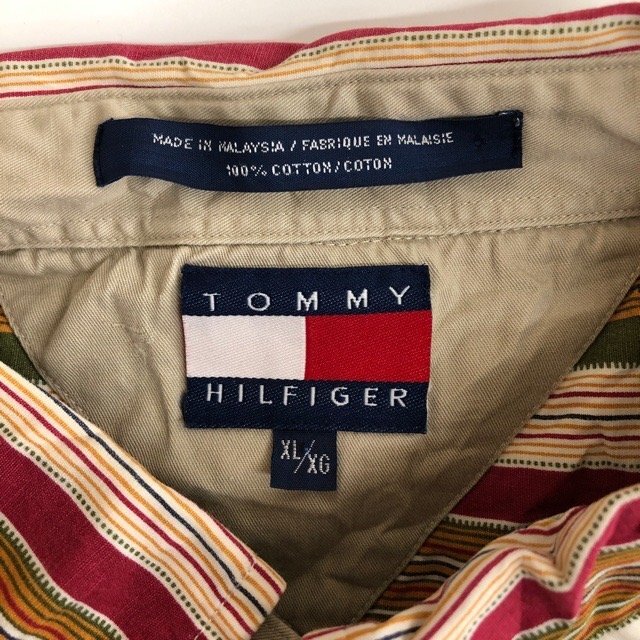 MADE IN MALAYSIA / FABRIQUE EN MALAISIE
100% COTTON/COTON
TOMMY
HILFIGER
XL/XG